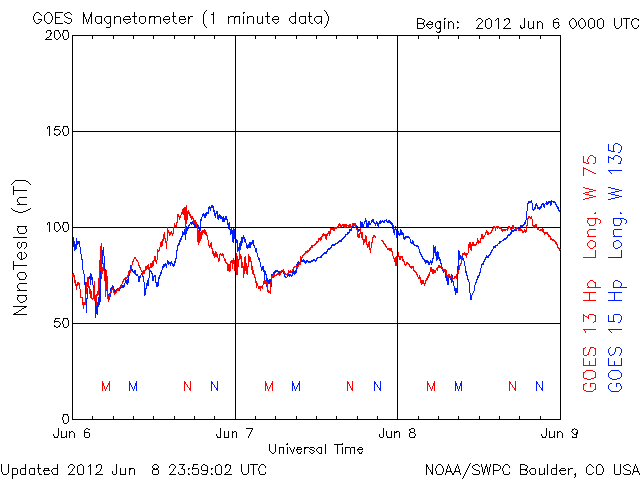 GOES Magnetometer (1 minute data)
Begin: 2012 Jun 6 0000 UTC
200
150
100
50
0
NanoTesla (nT)
M M N N M M N N M M N N
Jun 6 Jun 7 Jun 8 Jun 9
Universal Time
GOES 13 Hp Long. W 75
GOES 15 Hp Long. W 135
Updated 2012 Jun 8 23:59:02 UTC
NOAA/SWPC Boulder, CO USA